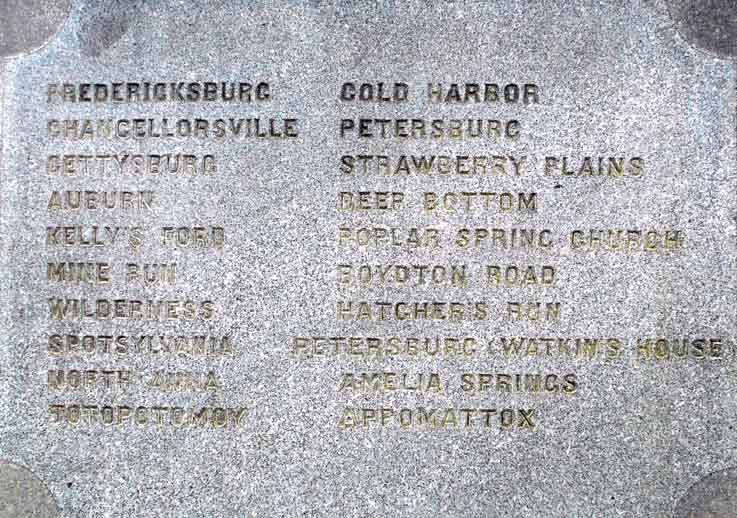 FREDERICKSBURG
CHANCELLORSVILLE
GETTYSBURG
AUBURN
KELLY'S FORD
MINE RUN
WILDERNESS
SPOTSYLVANIA
NORTH ANNA
TOTOPOTOMOY
COLD HARBOR
PETERSBURG
STRAWBERRY PLAINS
DEEP BOTTOM
POPLAR SPRING CHURCH
BOYDTON ROAD
HATCHER'S RUN
PETERSBURG (WATKIN'S HOUSE)
AMELIA SPRINGS
APPOMATTOX